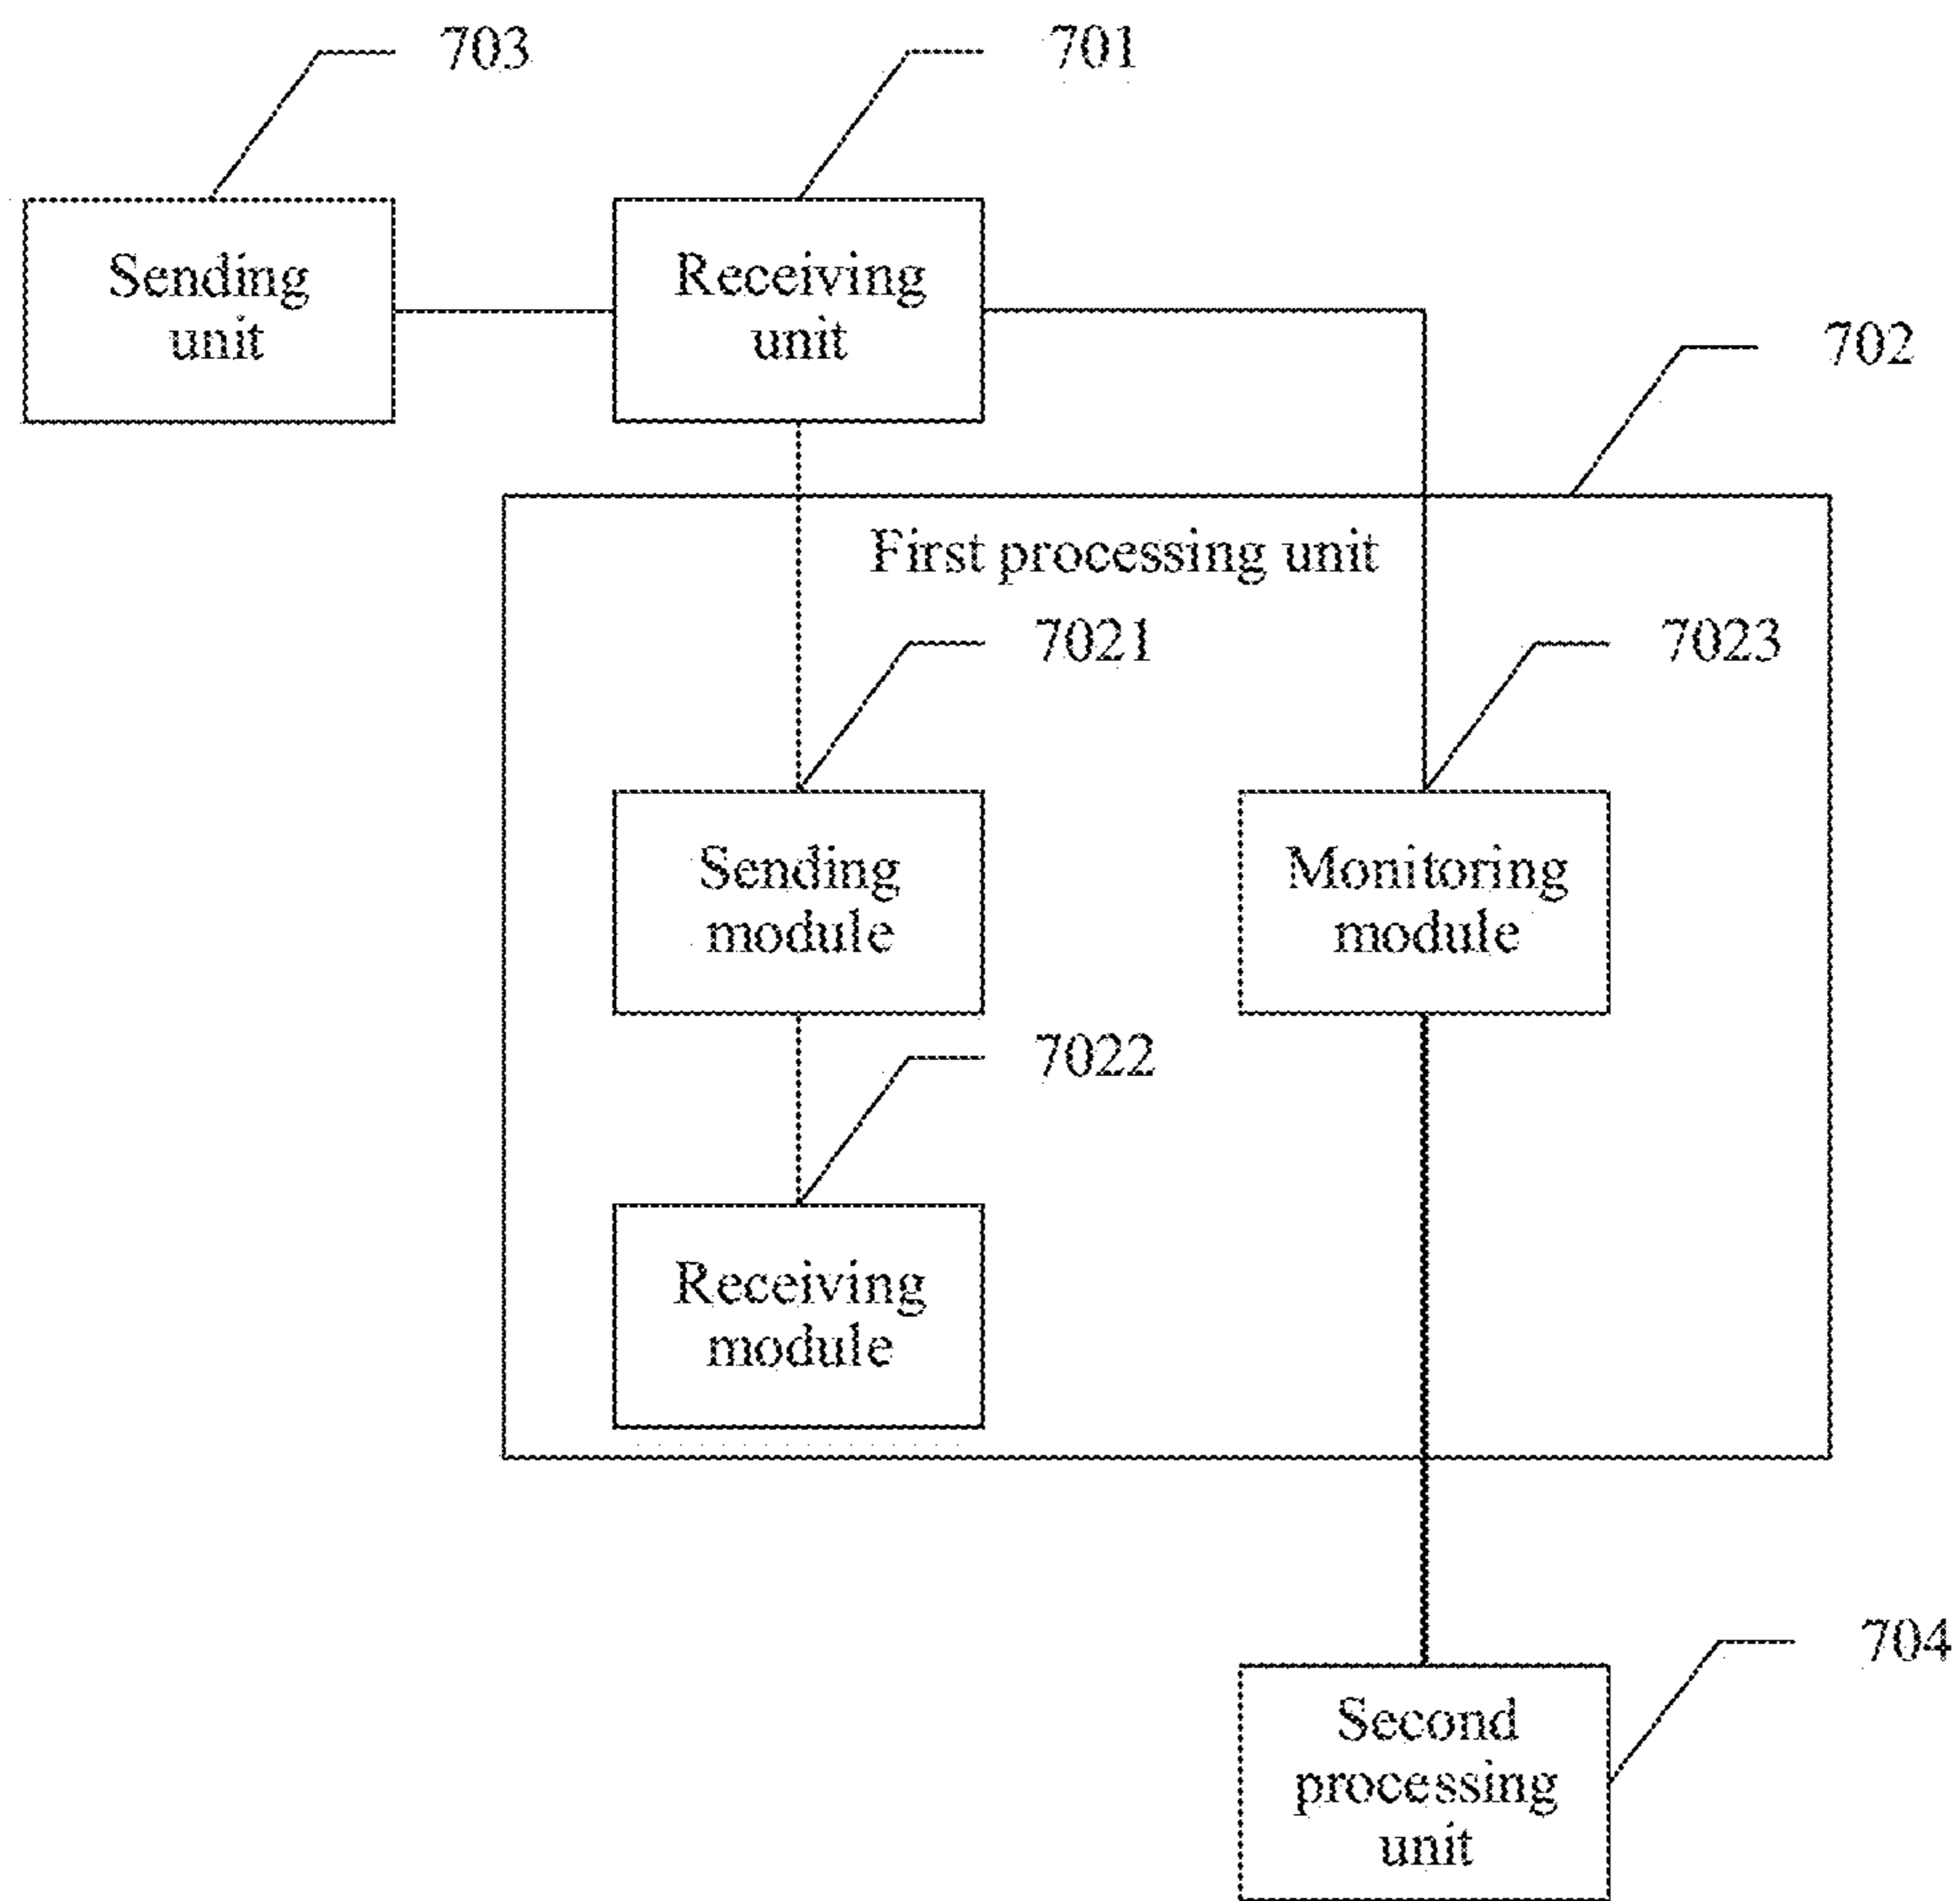 703
701
Sending
unit
Receiving
unit
702
First processing unit
7021
7023
Sending
module
Monitoring
module
7022
Receiving
module
704
Second
processing
unit